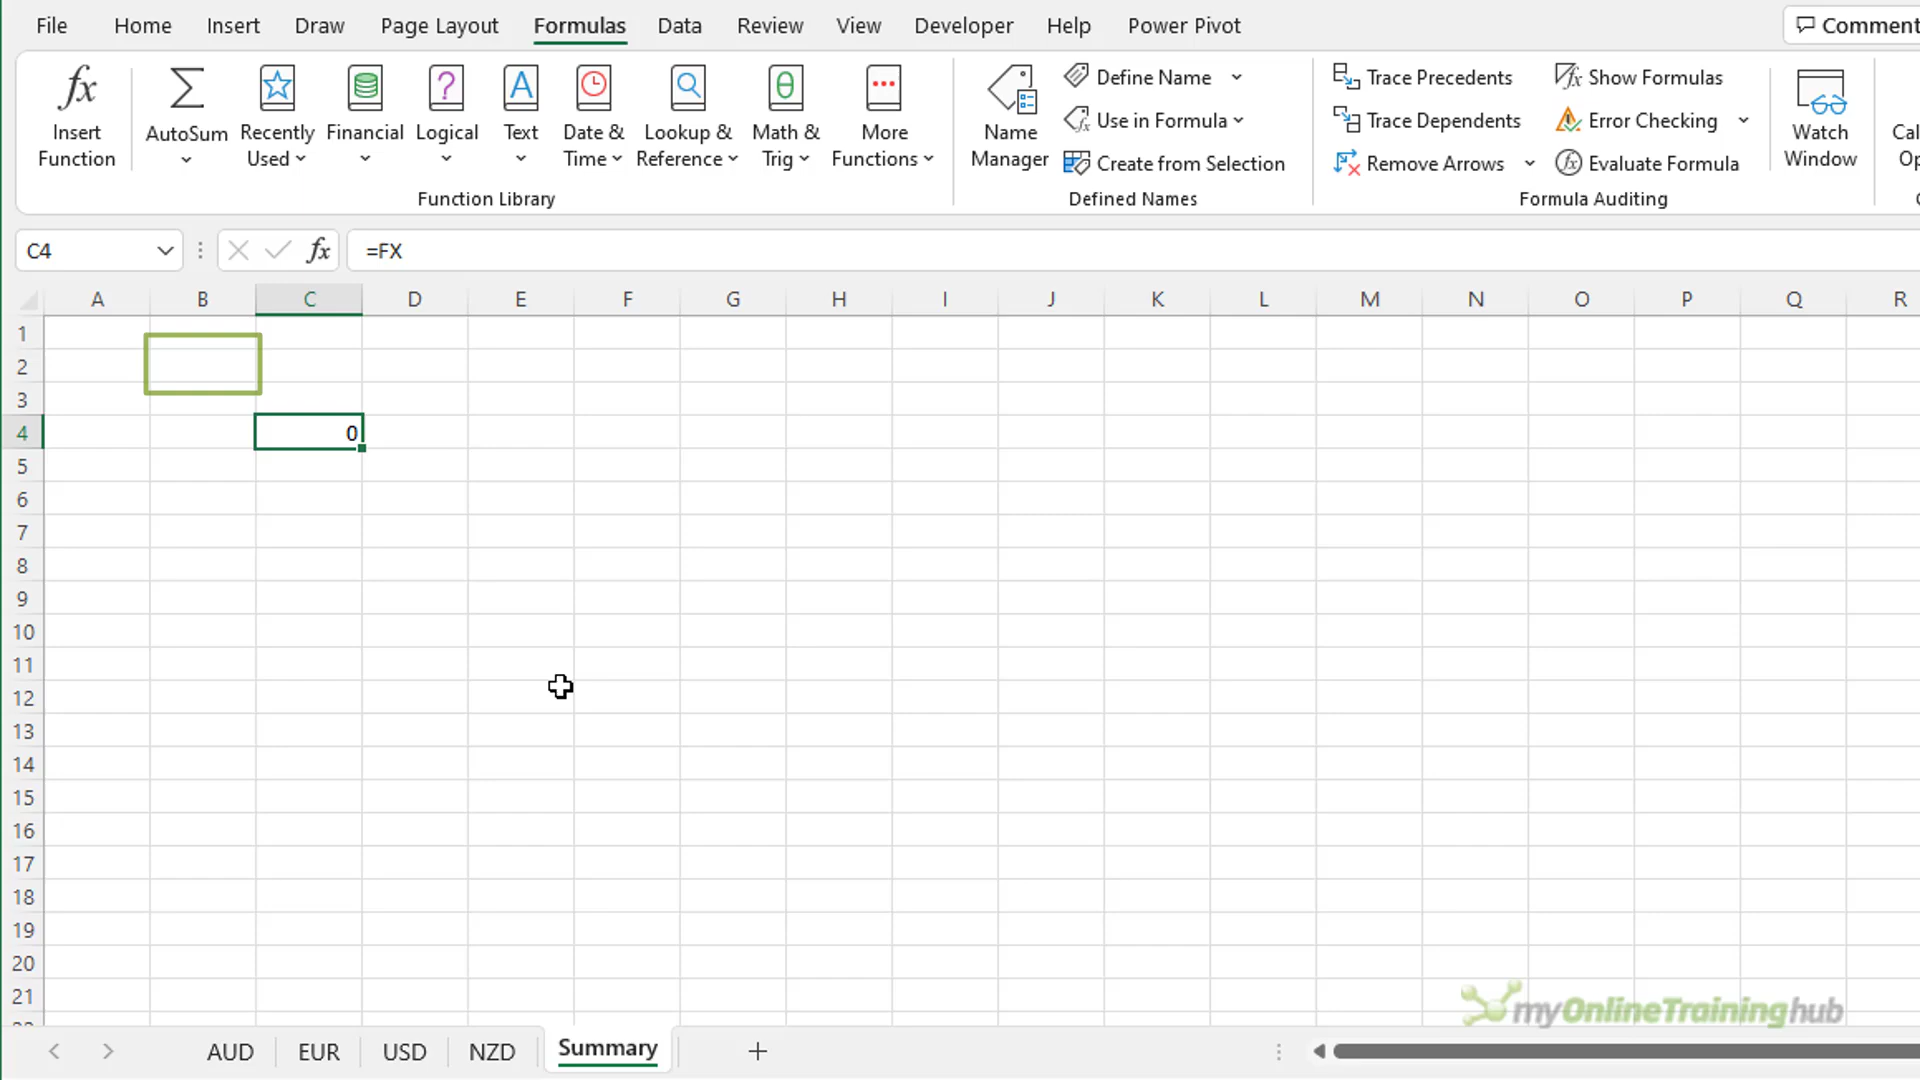 File Home Insert Draw Page Layout Formulas Data Review View Developer Help Power Pivot
Insert Function
AutoSum
Recently Used
Financial
Logical
Text
Date & Time
Lookup & Reference
Math & Trig
More Functions
Function Library
Name Manager
Define Name
Use in Formula
Create from Selection
Defined Names
Trace Precedents
Trace Dependents
Remove Arrows
Show Formulas
Error Checking
Evaluate Formula
Formula Auditing
Watch Window
C4 fx =FX
A B C D E F G H I J K L M N O P Q R
1
2
3
4 0
5
6
7
8
9
10
11
12
13
14
15
16
17
18
19
20
21
myOnlineTraininghub
AUD EUR USD NZD Summary